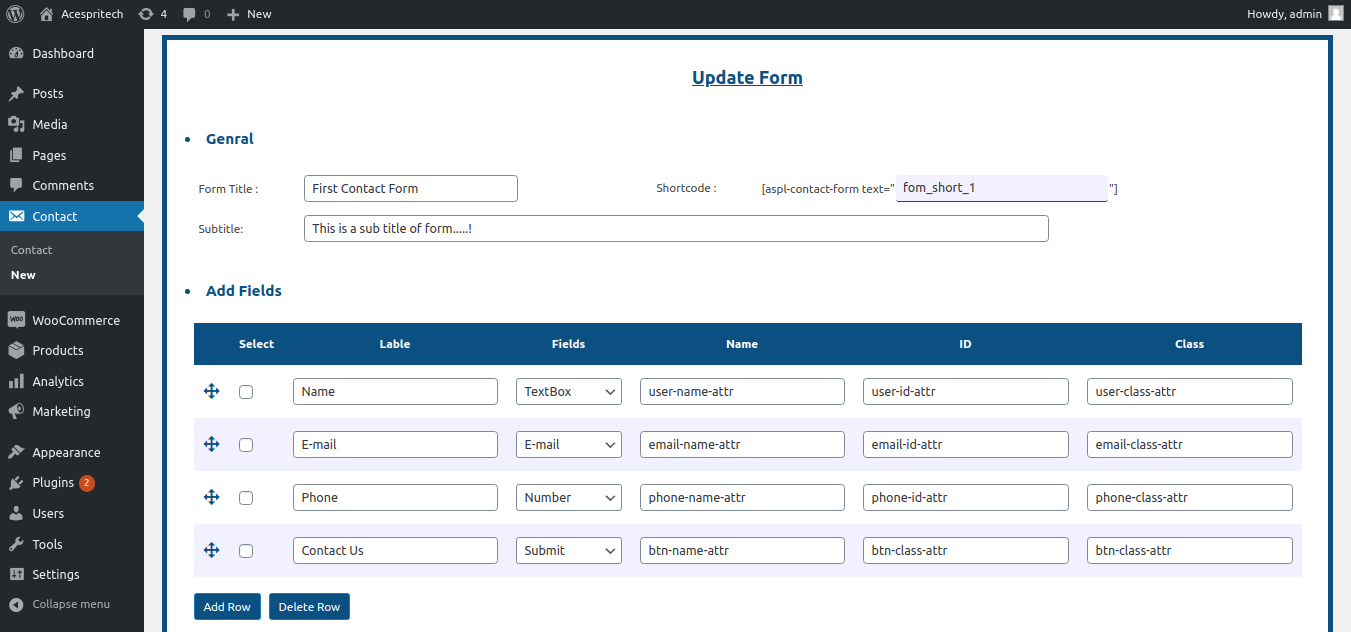 Acespritech 4 0 New Howdy, admin
Dashboard
Posts
Media
Pages
Comments
Contact
Contact
New
WooCommerce
Products
Analytics
Marketing
Appearance
Plugins 2
Users
Tools
Settings
Collapse menu
Update Form
Genral
Form Title : First Contact Form Shortcode : [aspl-contact-form text=" fom_short_1 "]
Subtitle: This is a sub title of form.....!
Add Fields
Select Lable Fields Name ID Class
Name TextBox user-name-attr user-id-attr user-class-attr
E-mail E-mail email-name-attr email-id-attr email-class-attr
Phone Number phone-name-attr phone-id-attr phone-class-attr
Contact Us Submit btn-name-attr btn-class-attr btn-class-attr
Add Row Delete Row